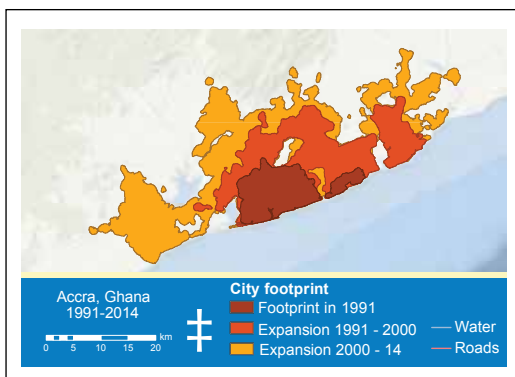 Accra, Ghana
1991-2014
km
0 5 10 20
City footprint
Footprint in 1991
Expansion 1991 - 2000
Expansion 2000 - 14
Water
Roads